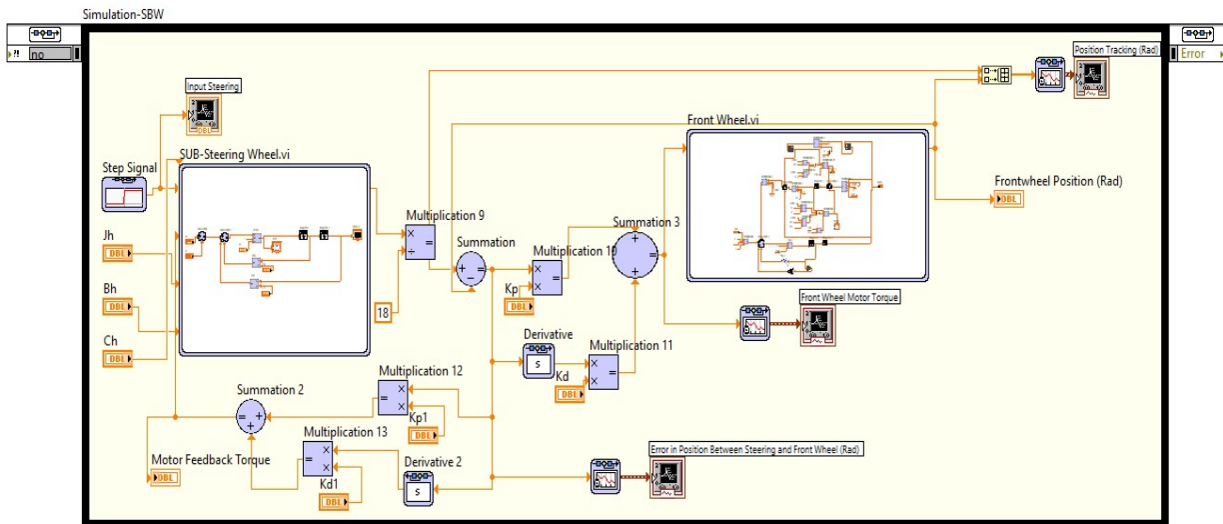 Simulation-SBW
?! no
Error
Position Tracking (Rad)
Input Steering
DBL
SUB-Steering Wheel.vi
Front Wheel.vi
Step Signal
Frontwheel Position (Rad)
DBL
Multiplication 9
Summation 3
Summation
Multiplication 10
Jh
DBL
Kp
DBL
Bh
DBL
18
Front Wheel Motor Torque
Derivative
s
Multiplication 11
Ch
DBL
Kd
DBL
Multiplication 12
Summation 2
Kp1
DBL
Multiplication 13
Motor Feedback Torque
DBL
Error in Position Between Steering and Front Wheel (Rad)
Derivative 2
s
Kd1
DBL